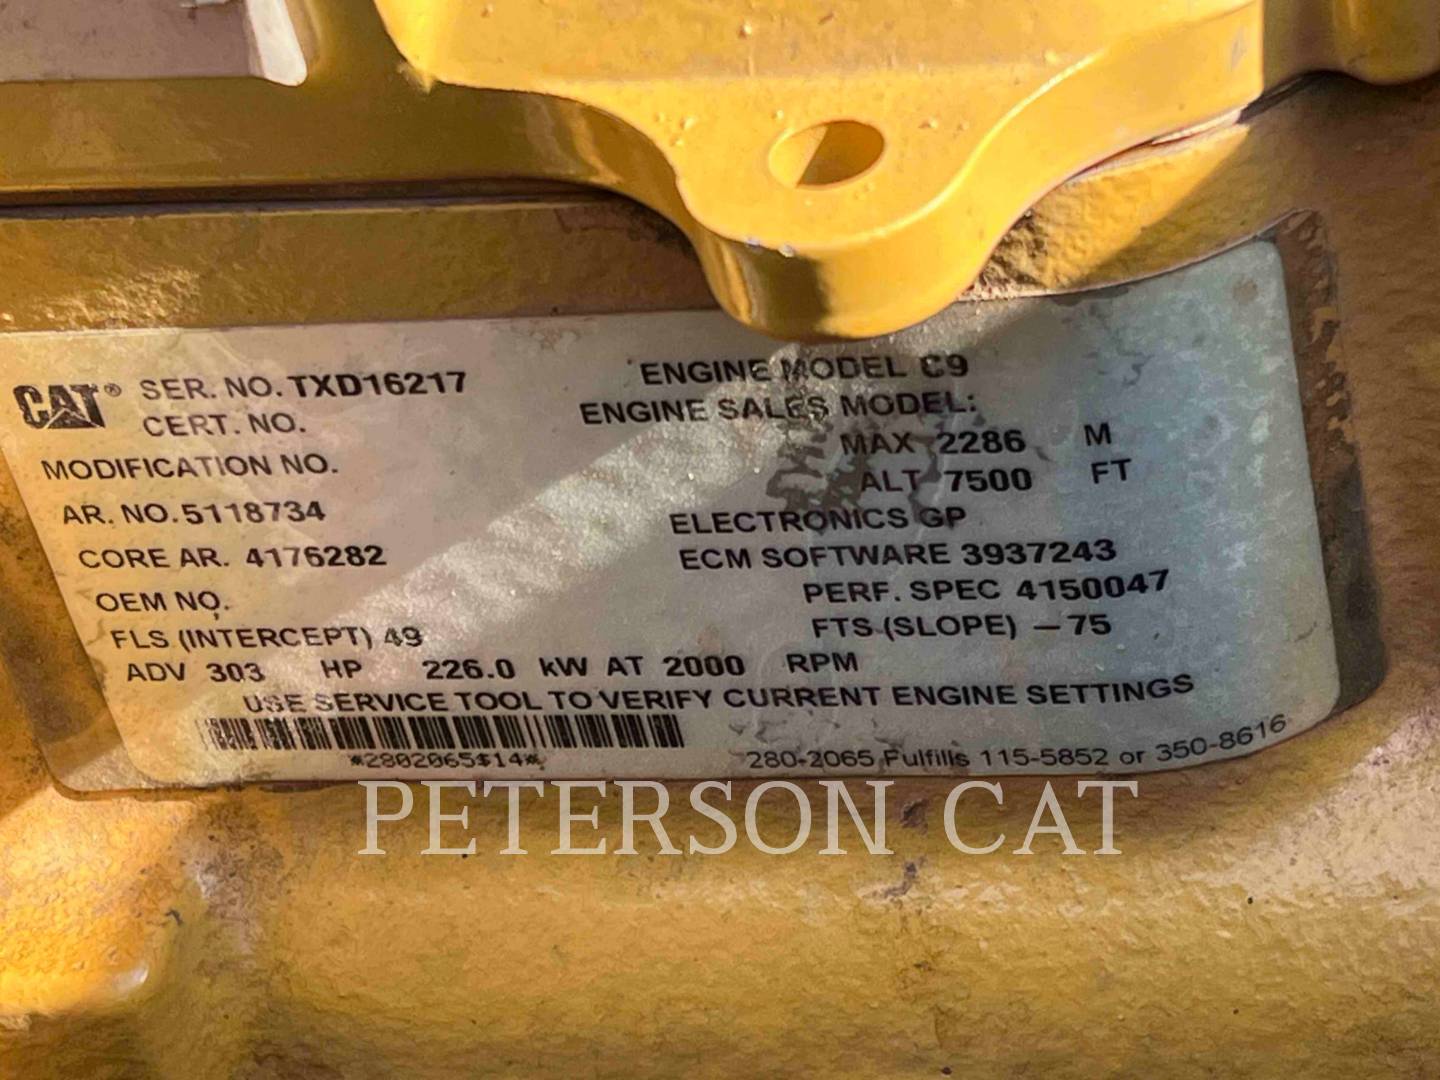 CAT® SER. NO. TXD16217 ENGINE MODEL C9
CERT. NO. ENGINE SALES MODEL:
MODIFICATION NO. MAX 2286 M
AR. NO. 5118734 ALT 7500 FT
CORE AR. 4176282 ELECTRONICS GP
OEM NO. ECM SOFTWARE 3937243
FLS (INTERCEPT) 49 PERF. SPEC 4150047
FTS (SLOPE) —75
ADV 303 HP 226.0 kW AT 2000 RPM
USE SERVICE TOOL TO VERIFY CURRENT ENGINE SETTINGS
*2802065$14*
280-2065 Fulfills 115-5852 or 350-8616
PETERSON CAT